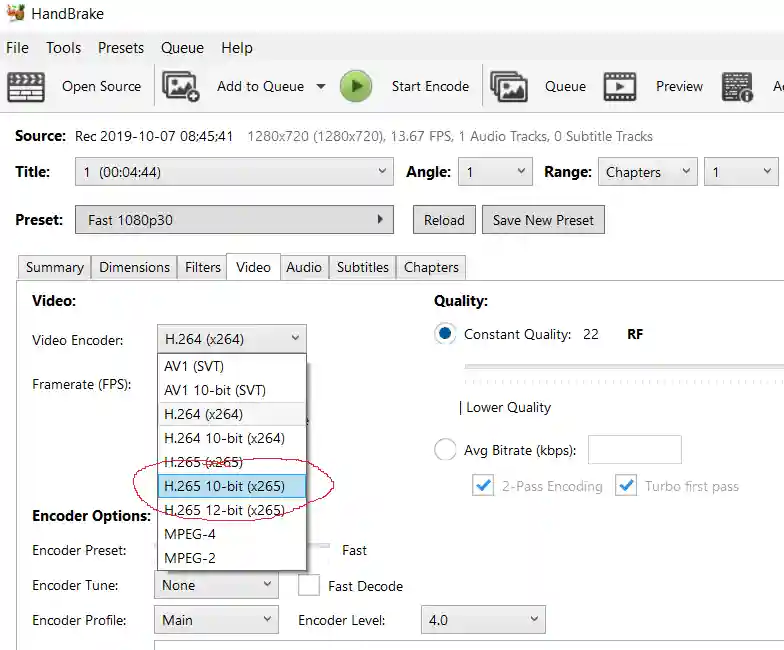 HandBrake
File Tools Presets Queue Help
Open Source Add to Queue Start Encode Queue Preview
Source: Rec 2019-10-07 08;45;41 1280x720 (1280x720), 13.67 FPS, 1 Audio Tracks, 0 Subtitle Tracks
Title: 1 (00:04:44) Angle: 1 Range: Chapters 1
Preset: Fast 1080p30 Reload Save New Preset
Summary Dimensions Filters Video Audio Subtitles Chapters
Video: Quality:
Video Encoder: H.264 (x264) Constant Quality: 22 RF
AV1 (SVT)
Framerate (FPS): AV1 10-bit (SVT)
H.264 (x264) | Lower Quality
H.264 10-bit (x264) Avg Bitrate (kbps):
H.265 (x265)
H.265 10-bit (x265) 2-Pass Encoding Turbo first pass
Encoder Options: H.265 12-bit (x265)
MPEG-4
Encoder Preset: MPEG-2 Fast
Encoder Tune: None Fast Decode
Encoder Profile: Main Encoder Level: 4.0